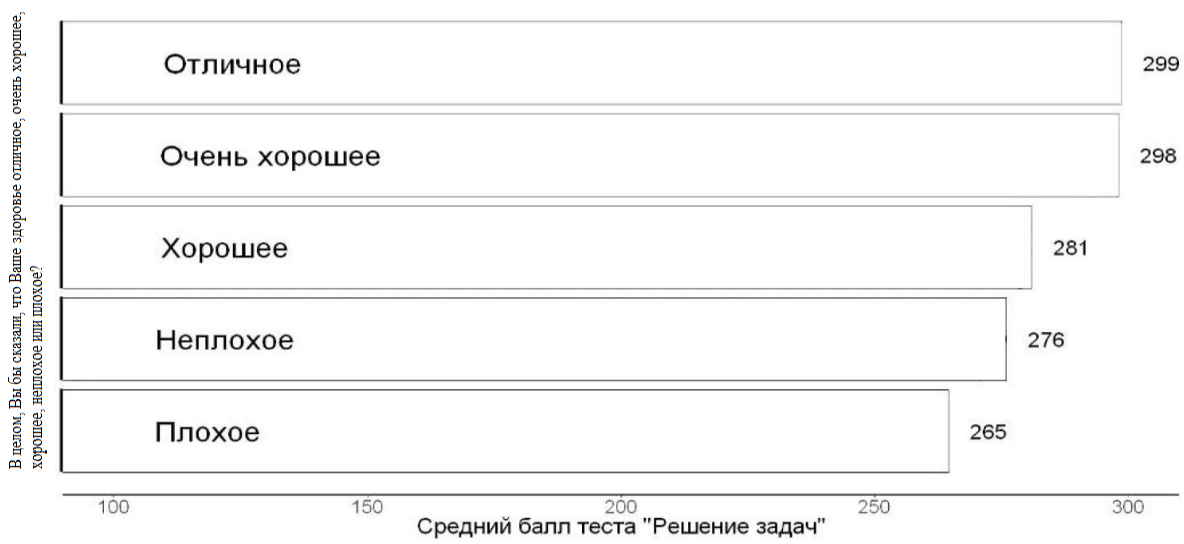 В целом, Вы бы сказали, что Ваше здоровье отличное, очень хорошее,
хорошее, неплохое или плохое?
Отличное
299
Очень хорошее
298
Хорошее
281
Неплохое
276
Плохое
265
100 150 200 250 300
Средний балл теста "Решение задач"